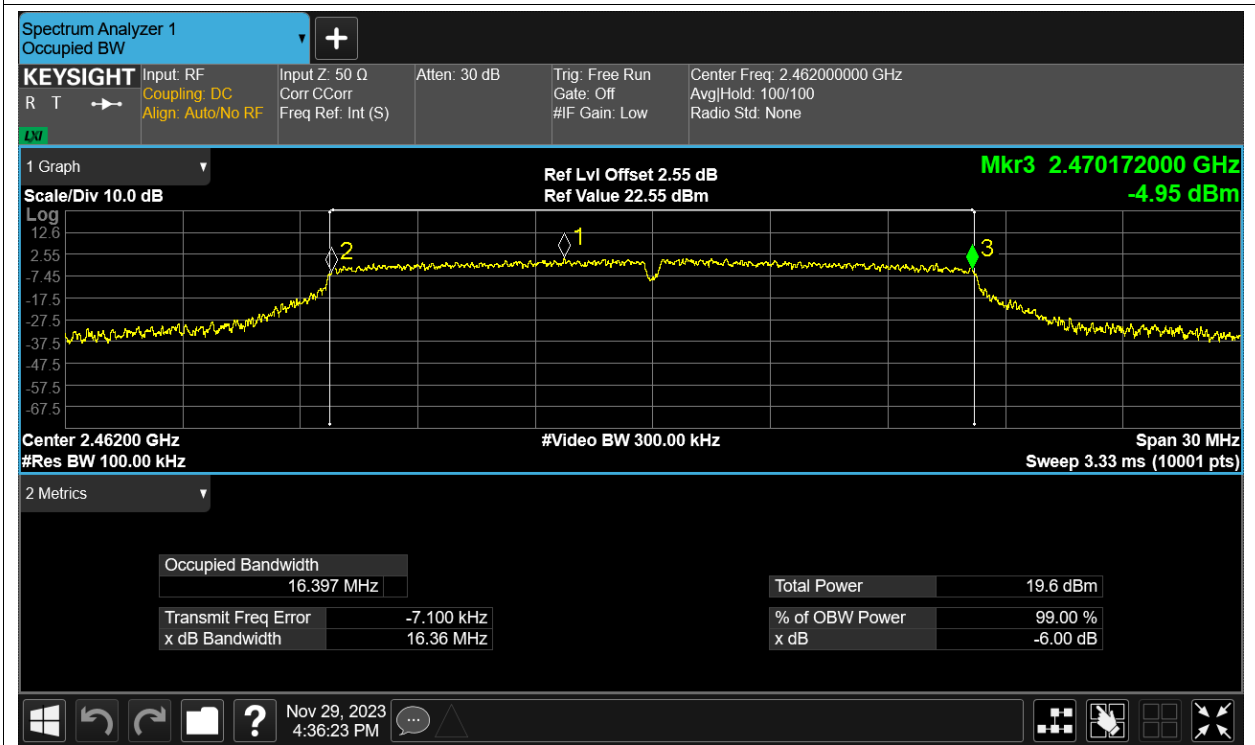 Spectrum Analyzer 1
Occupied BW
KEYSIGHT
R T
LXI
Input: RF
Coupling: DC
Align: Auto/No RF
Input Z: 50 Ω
Corr CCorr
Freq Ref: Int (S)
Atten: 30 dB
Trig: Free Run
Gate: Off
#IF Gain: Low
Center Freq: 2.462000000 GHz
Avg|Hold: 100/100
Radio Std: None
1 Graph
Scale/Div 10.0 dB
Ref Lvl Offset 2.55 dB
Ref Value 22.55 dBm
Mkr3 2.470172000 GHz
-4.95 dBm
Log
12.6
2.55
-7.45
-17.5
-27.5
-37.5
-47.5
-57.5
-67.5
2
1
3
Center 2.46200 GHz
#Res BW 100.00 kHz
#Video BW 300.00 kHz
Span 30 MHz
Sweep 3.33 ms (10001 pts)
2 Metrics
Occupied Bandwidth
16.397 MHz
Transmit Freq Error -7.100 kHz
x dB Bandwidth 16.36 MHz
Total Power 19.6 dBm
% of OBW Power 99.00 %
x dB -6.00 dB
?
Nov 29, 2023
4:36:23 PM